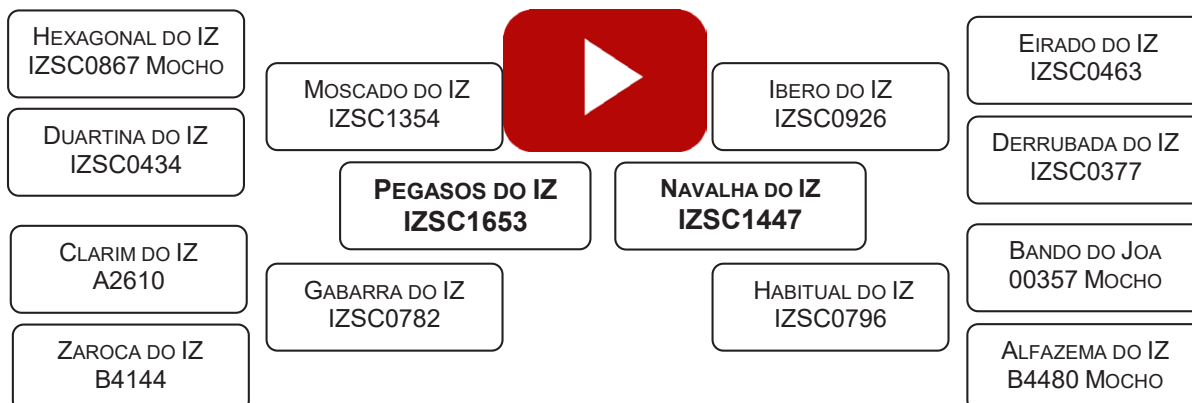 HEXAGONAL DO IZ
IZSC0867 MOCHO
DUARTINA DO IZ
IZSC0434
CLARIM DO IZ
A2610
ZAROCA DO IZ
B4144
MOSCADO DO IZ
IZSC1354
GABARRA DO IZ
IZSC0782
PEGASOS DO IZ
IZSC1653
NAVALHA DO IZ
IZSC1447
IBERO DO IZ
IZSC0926
HABITUAL DO IZ
IZSC0796
EIRADO DO IZ
IZSC0463
DERRUBADA DO IZ
IZSC0377
BANDO DO JOA
00357 MOCHO
ALFAZEMA DO IZ
B4480 MOCHO